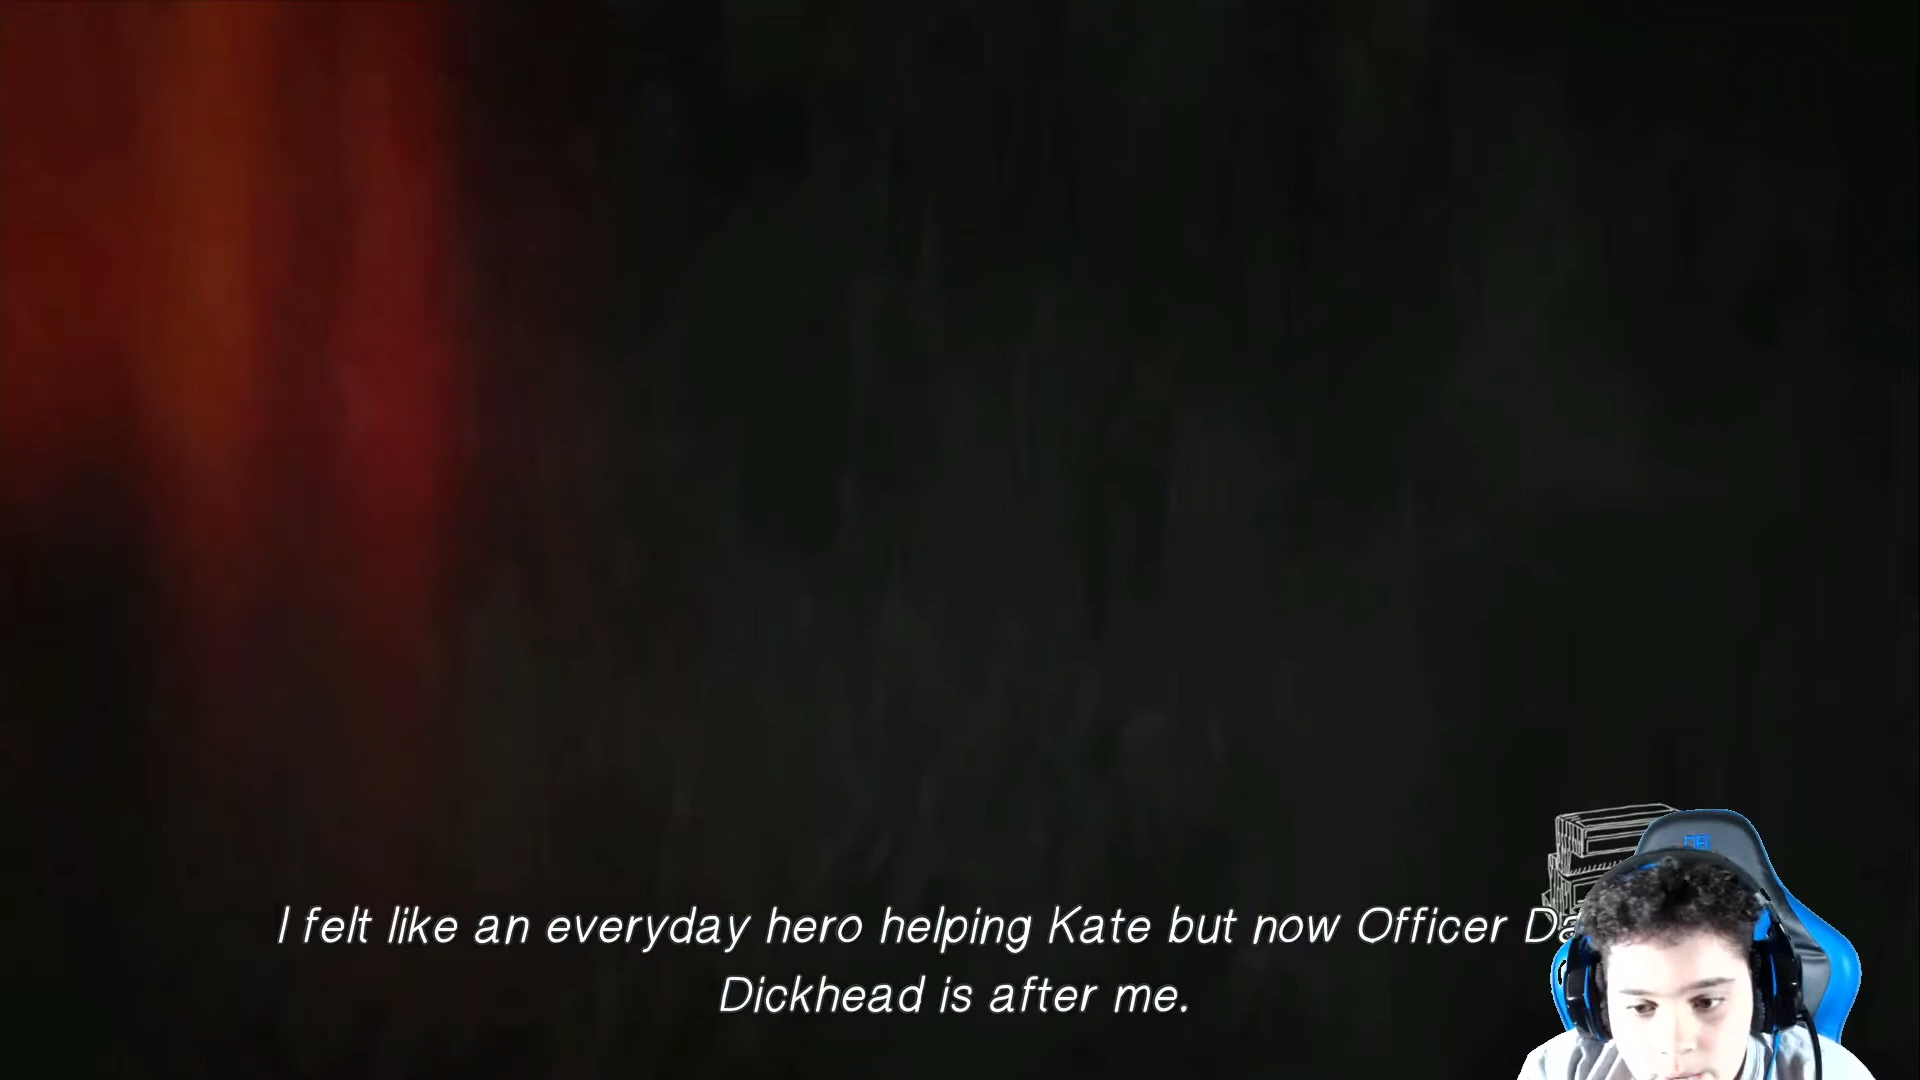 I felt like an everyday hero helping Kate but now Officer
Dickhead is after me.